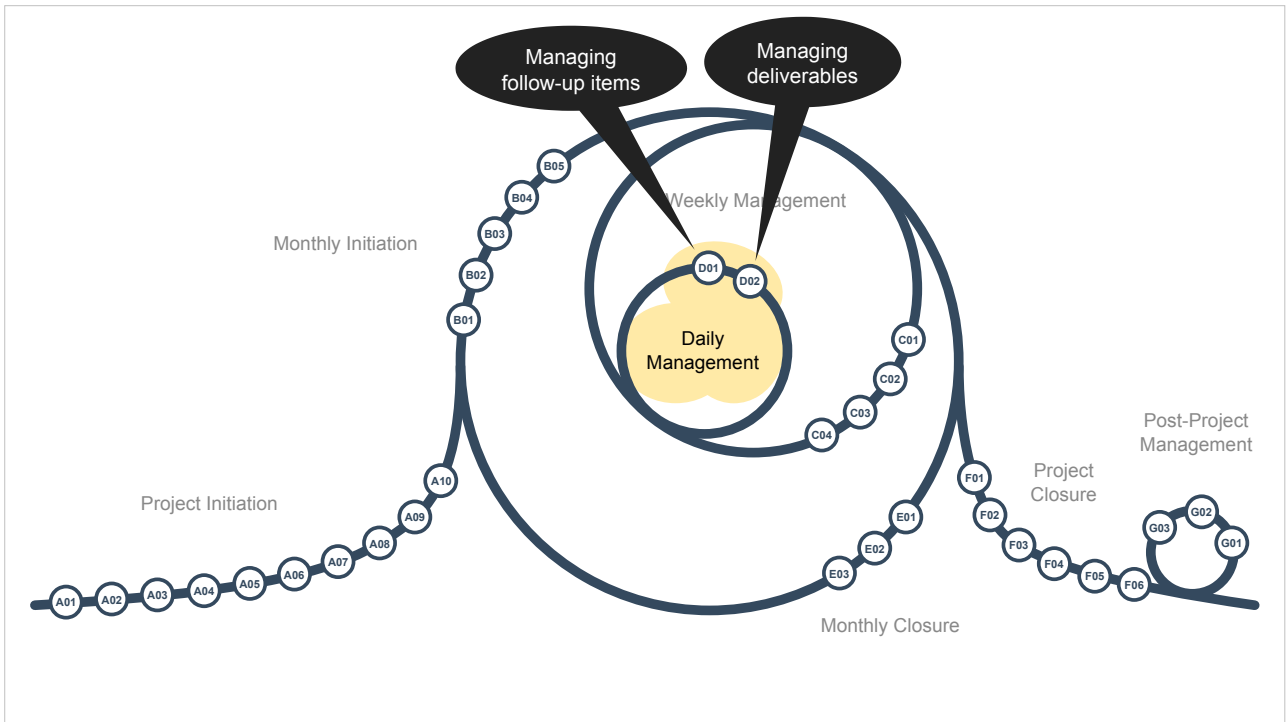 Managing
follow-up items
Managing
deliverables
Weekly Management
Monthly Initiation
B05
B04
B03
B02
B01
D01
D02
Daily
Management
C01
C02
C03
C04
Project Initiation
A10
A09
A08
A07
A06
A05
A04
A03
A02
A01
E01
E02
E03
Monthly Closure
Project
Closure
F01
F02
F03
F04
F05
F06
Post-Project
Management
G03
G02
G01